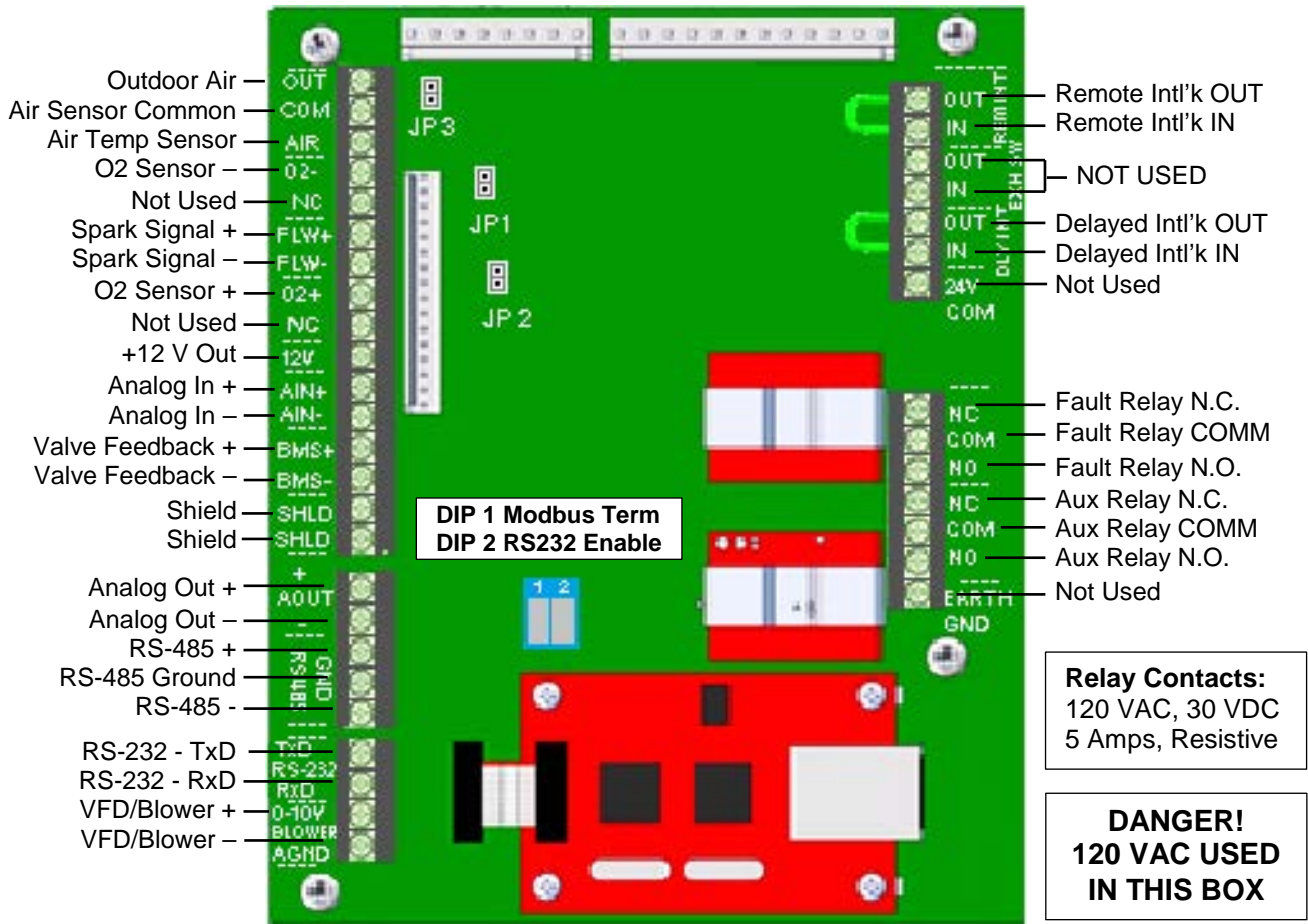 Outdoor Air
Air Sensor Common
Air Temp Sensor
O2 Sensor –
Not Used
Spark Signal +
Spark Signal –
O2 Sensor +
Not Used
+12 V Out
Analog In +
Analog In –
Valve Feedback +
Valve Feedback –
Shield
Shield
Analog Out +
Analog Out –
RS-485 +
RS-485 Ground
RS-485 -
RS-232 - TxD
RS-232 - RxD
VFD/Blower +
VFD/Blower –
OUT
COM
AIR
O2-
NC
FLW+
FLW-
O2+
NC
12V
AIN+
AIN-
BMS+
BMS-
SHLD
SHLD
+
AOUT
-
RS485
GND
TxD
RS-232
RxD
0-10V
BLOWER
AGND
JP3
JP1
JP 2
DIP 1 Modbus Term
DIP 2 RS232 Enable
1 2
OUT
IN
OUT
IN
OUT
IN
24V
COM
REMINT
EXH SW
DLY INT
NC
COM
NO
NC
COM
NO
EARTH
GND
Remote Intl’k OUT
Remote Intl’k IN
NOT USED
Delayed Intl’k OUT
Delayed Intl’k IN
Not Used
Fault Relay N.C.
Fault Relay COMM
Fault Relay N.O.
Aux Relay N.C.
Aux Relay COMM
Aux Relay N.O.
Not Used
Relay Contacts:
120 VAC, 30 VDC
5 Amps, Resistive
DANGER!
120 VAC USED
IN THIS BOX